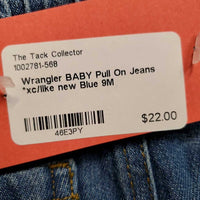 The Tack Collector
1002781-568
Wrangler BABY Pull On Jeans
*xc/like new Blue 9M
$22.00
46E3PY